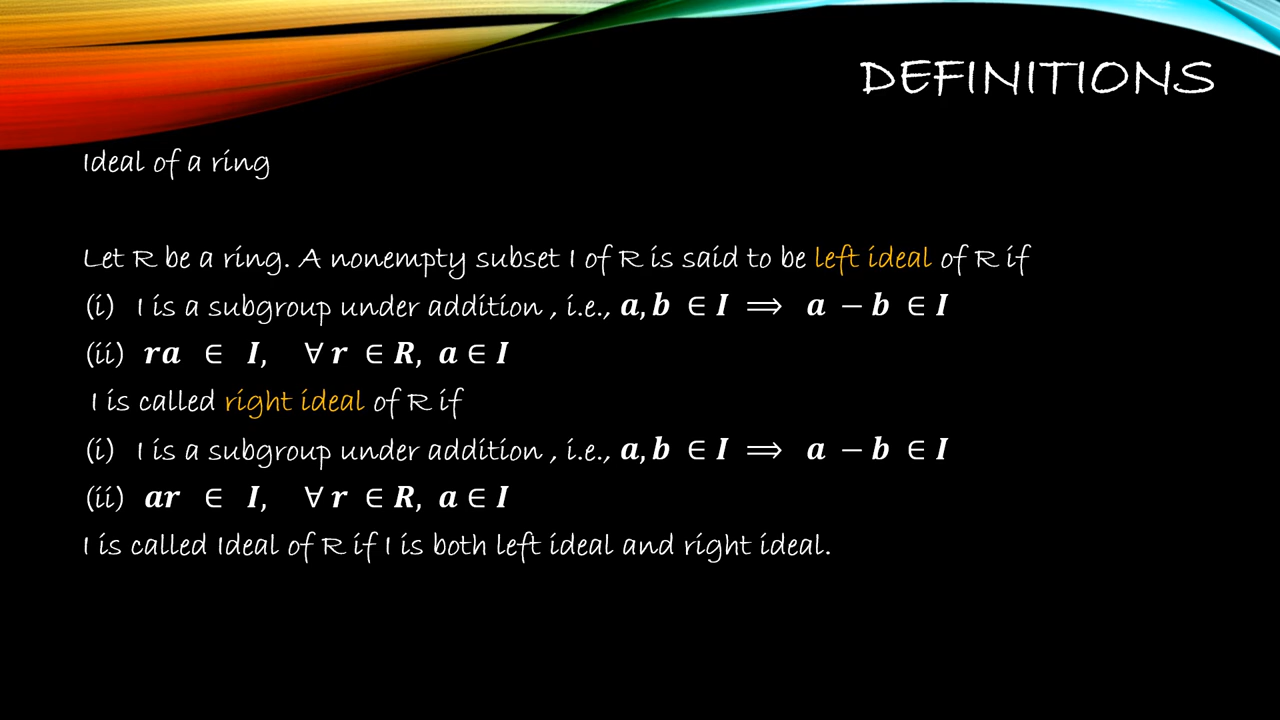 DEFINITIONS
Ideal of a ring
Let R be a ring. A nonempty subset I of R is said to be left ideal of R if
(i) I is a subgroup under addition , i.e., a, b ∈ I ⟹ a − b ∈ I
(ii) ra ∈ I, ∀ r ∈ R, a ∈ I
I is called right ideal of R if
(i) I is a subgroup under addition , i.e., a, b ∈ I ⟹ a − b ∈ I
(ii) ar ∈ I, ∀ r ∈ R, a ∈ I
I is called Ideal of R if I is both left ideal and right ideal.